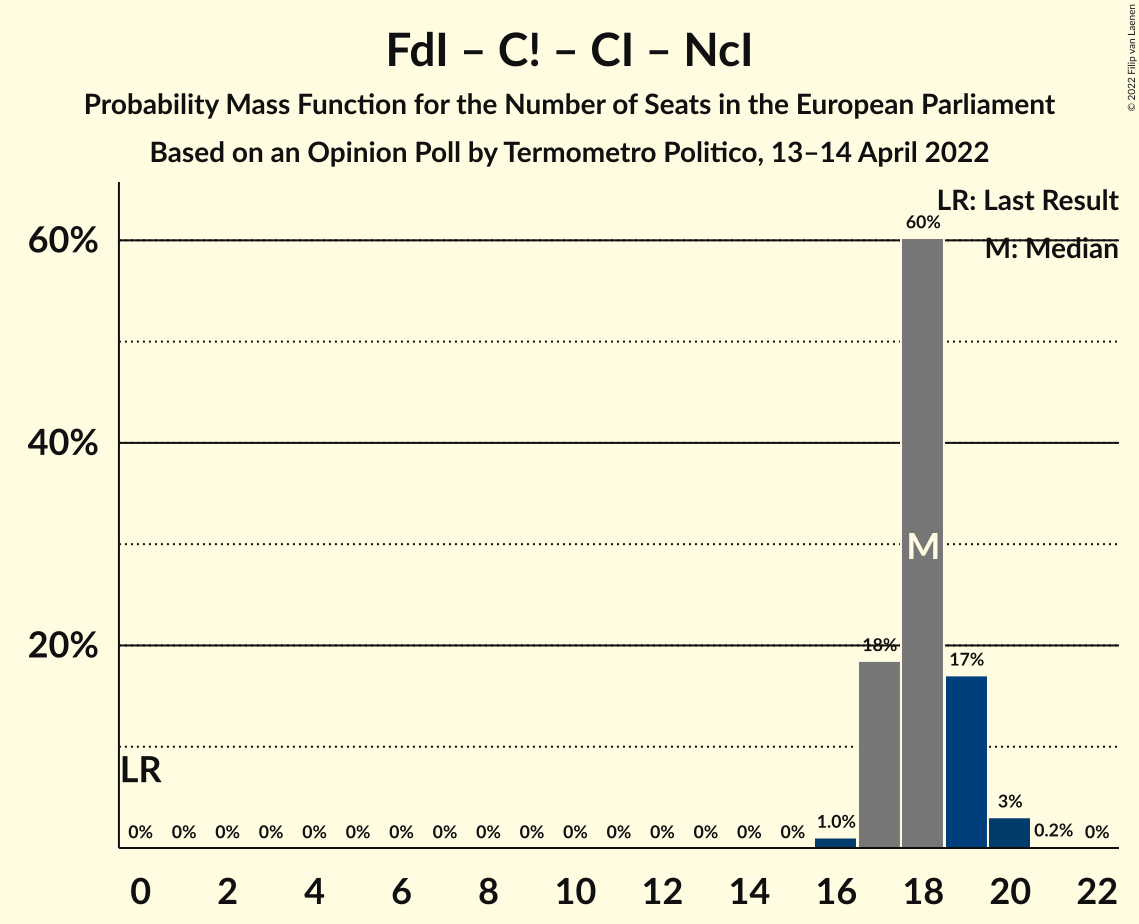 FdI – C! – CI – NcI
Probability Mass Function for the Number of Seats in the European Parliament
Based on an Opinion Poll by Termometro Politico, 13–14 April 2022
© 2022 Filip van Laenen
LR: Last Result
M: Median
60%
40%
20%
60%
M
18%
17%
LR
0% 0% 0% 0% 0% 0% 0% 0% 0% 0% 0% 0% 0% 0% 0% 0% 1.0% 3% 0.2% 0%
0 2 4 6 8 10 12 14 16 18 20 22